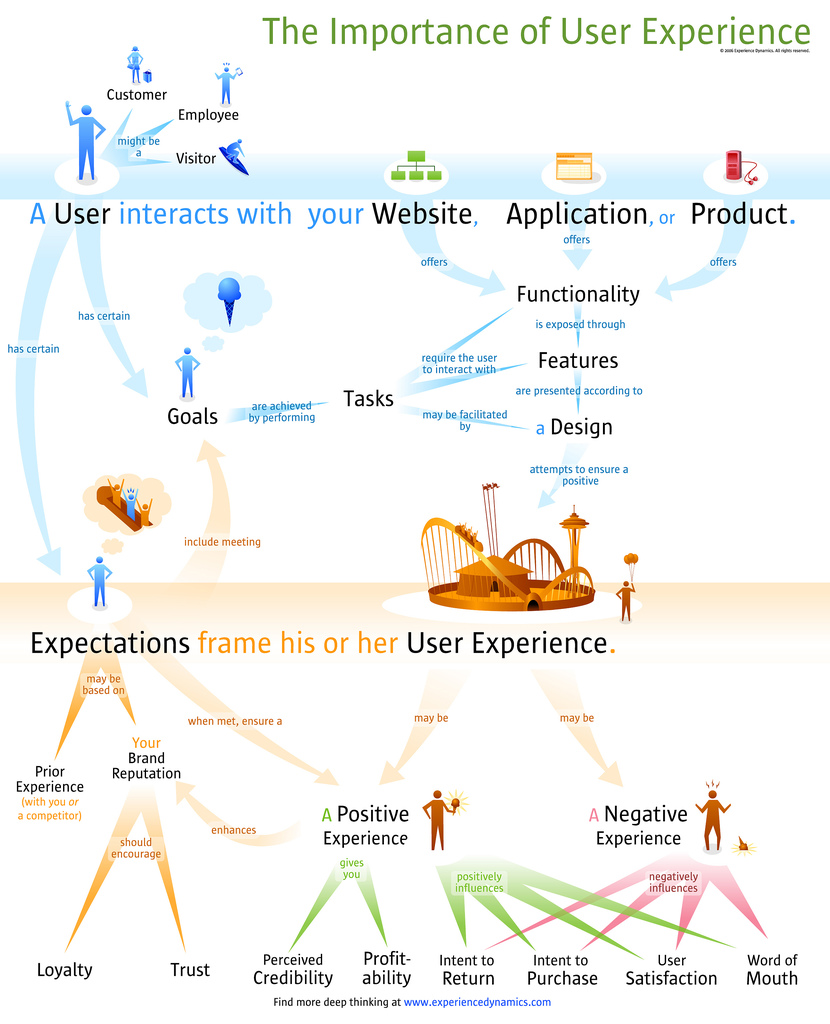 The Importance of User Experience
© 2006 Experience Dynamics. All rights reserved.
Customer
Employee
might be
a
Visitor
A User interacts with your Website, Application, or Product.
offers
offers
offers
Functionality
has certain
is exposed through
has certain
require the user
to interact with
Features
are presented according to
Tasks
Goals
are achieved
by performing
may be facilitated
by
a Design
attempts to ensure a
positive
include meeting
Expectations frame his or her User Experience.
may be
based on
when met, ensure a
may be
may be
Prior
Experience
(with you or
a competitor)
Your
Brand
Reputation
enhances
A Positive
Experience
A Negative
Experience
should
encourage
gives
you
positively
influences
negatively
influences
Loyalty
Trust
Perceived
Credibility
Profit-
ability
Intent to
Return
Intent to
Purchase
User
Satisfaction
Word of
Mouth
Find more deep thinking at www.experiencedynamics.com